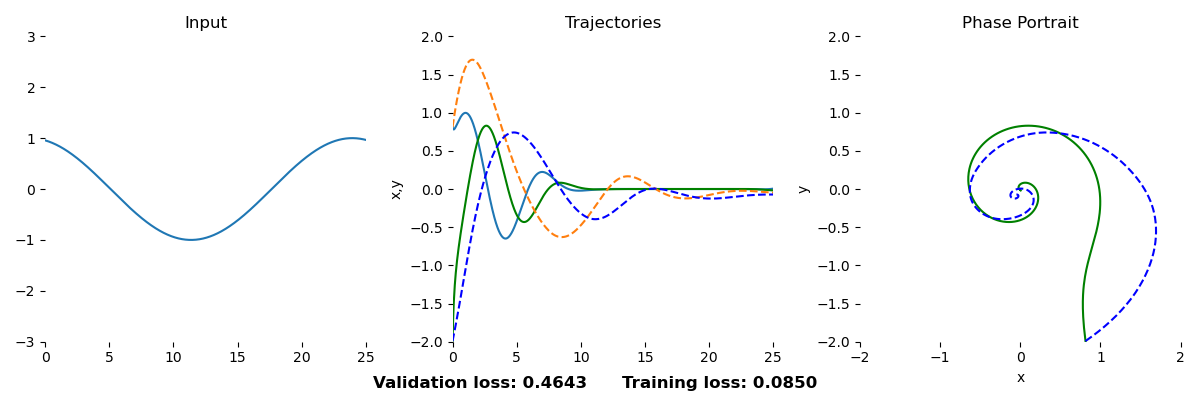 Input
3
2
1
0
−1
−2
−3
0 5 10 15 20 25
Trajectories
x,y
2.0
1.5
1.0
0.5
0.0
−0.5
−1.0
−1.5
−2.0
0 5 10 15 20 25
Phase Portrait
y
2.0
1.5
1.0
0.5
0.0
−0.5
−1.0
−1.5
−2.0
−2 −1 0 1 2
x
Validation loss: 0.4643 Training loss: 0.0850